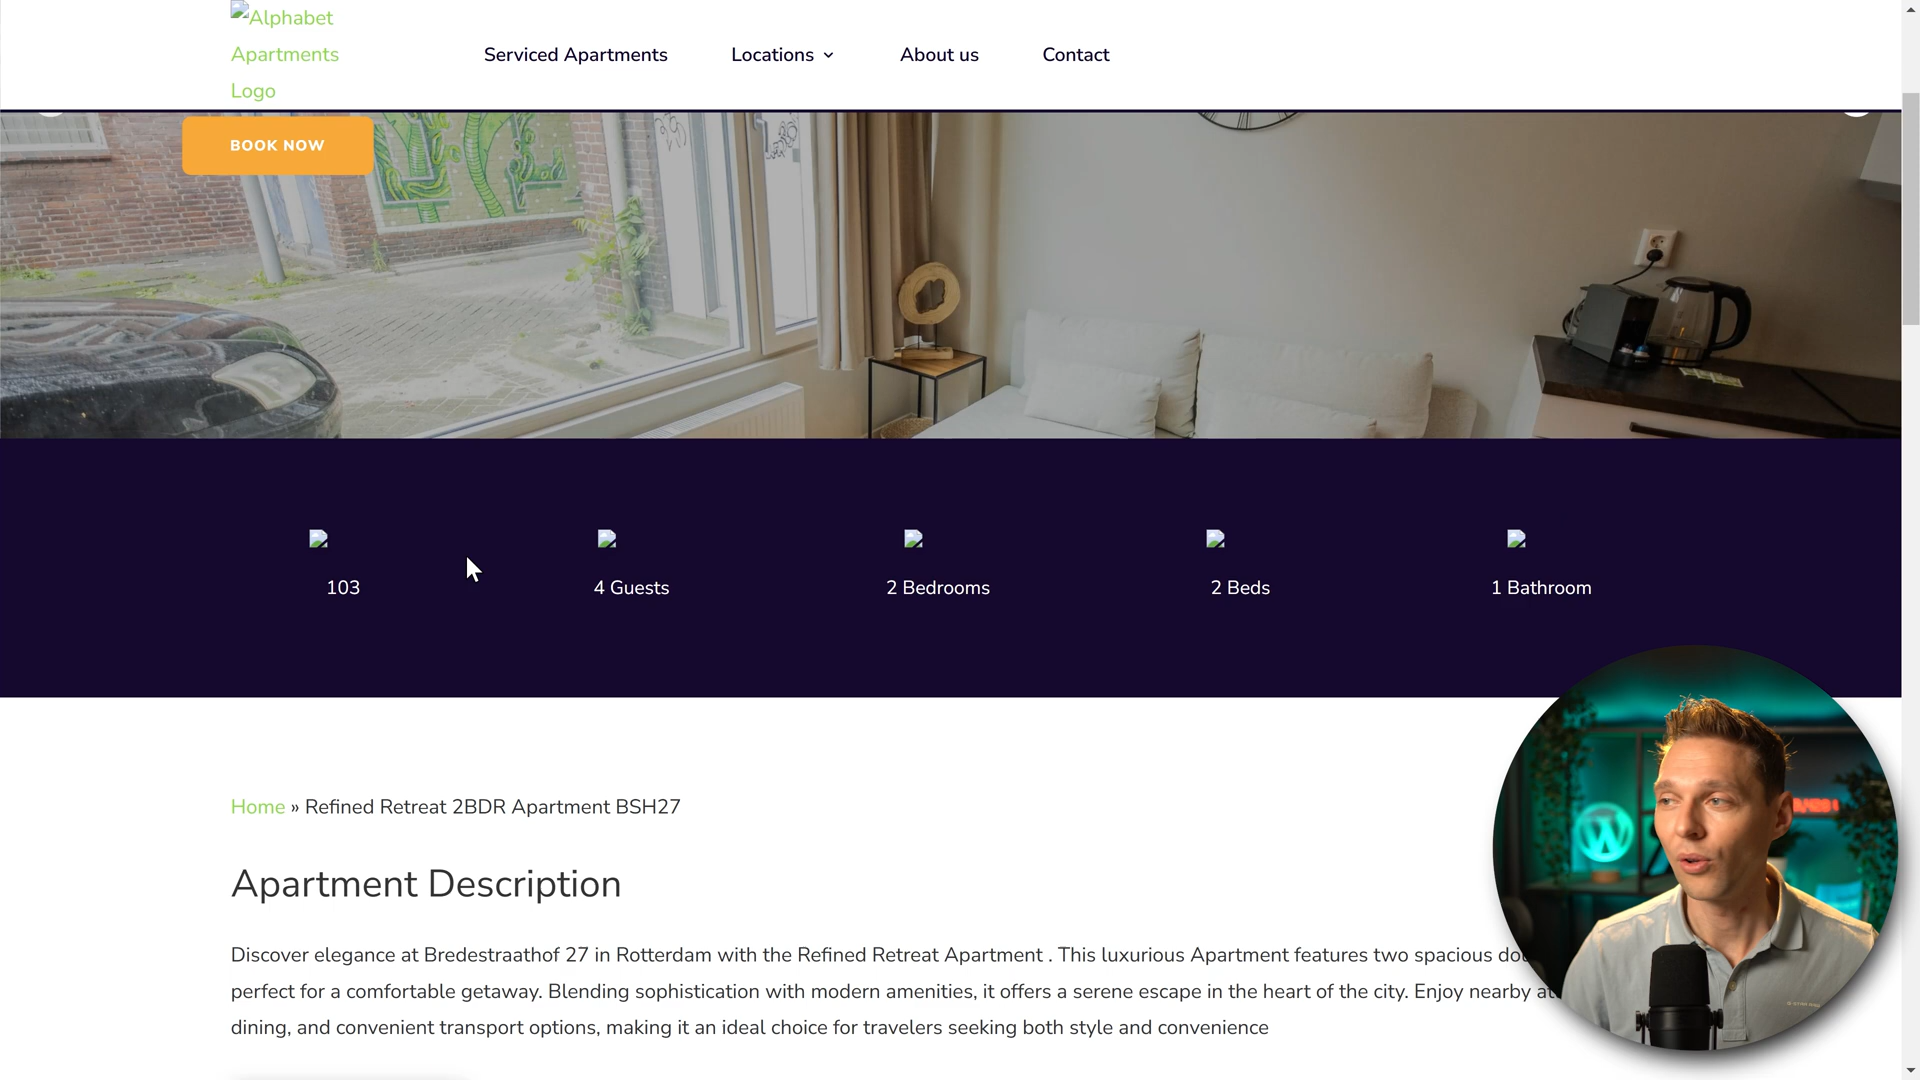 Alphabet
Apartments
Logo
Serviced Apartments
Locations
About us
Contact
BOOK NOW
103
4 Guests
2 Bedrooms
2 Beds
1 Bathroom
Home » Refined Retreat 2BDR Apartment BSH27
Apartment Description
Discover elegance at Bredestraathof 27 in Rotterdam with the Refined Retreat Apartment . This luxurious Apartment features two spacious
perfect for a comfortable getaway. Blending sophistication with modern amenities, it offers a serene escape in the heart of the city. Enjoy nearby
dining, and convenient transport options, making it an ideal choice for travelers seeking both style and convenience